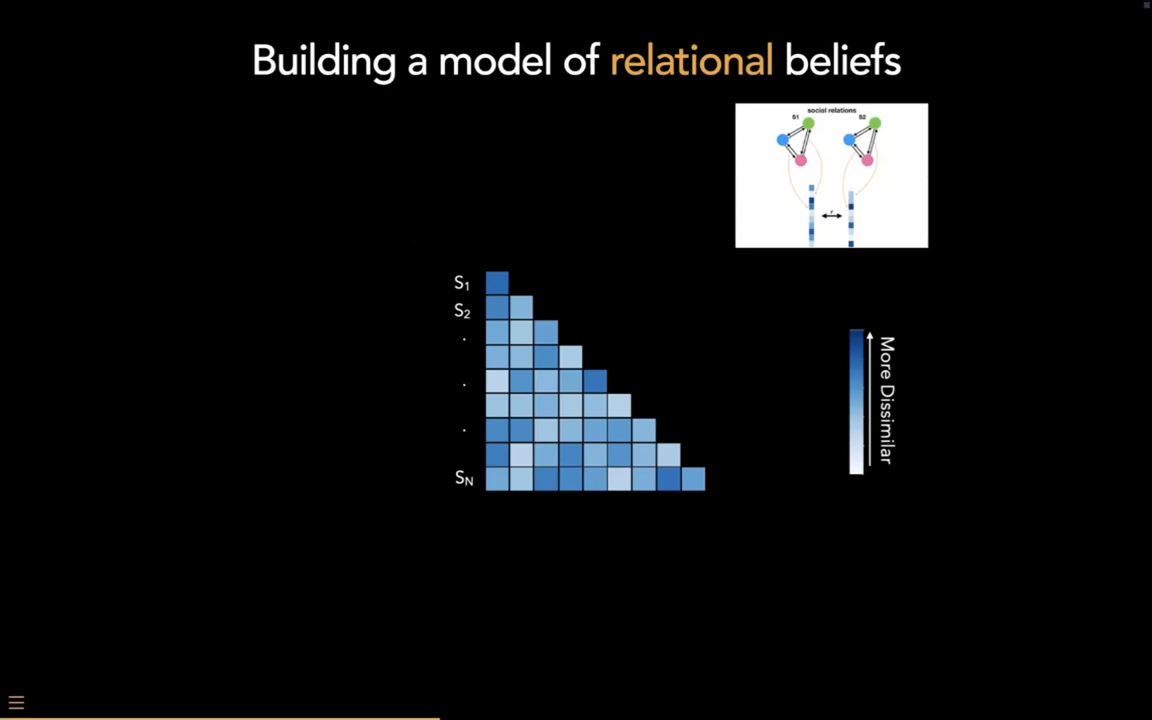 Building a model of relational beliefs
social relations
S1 S2
r
S1
S2
.
.
.
SN
More Dissimilar